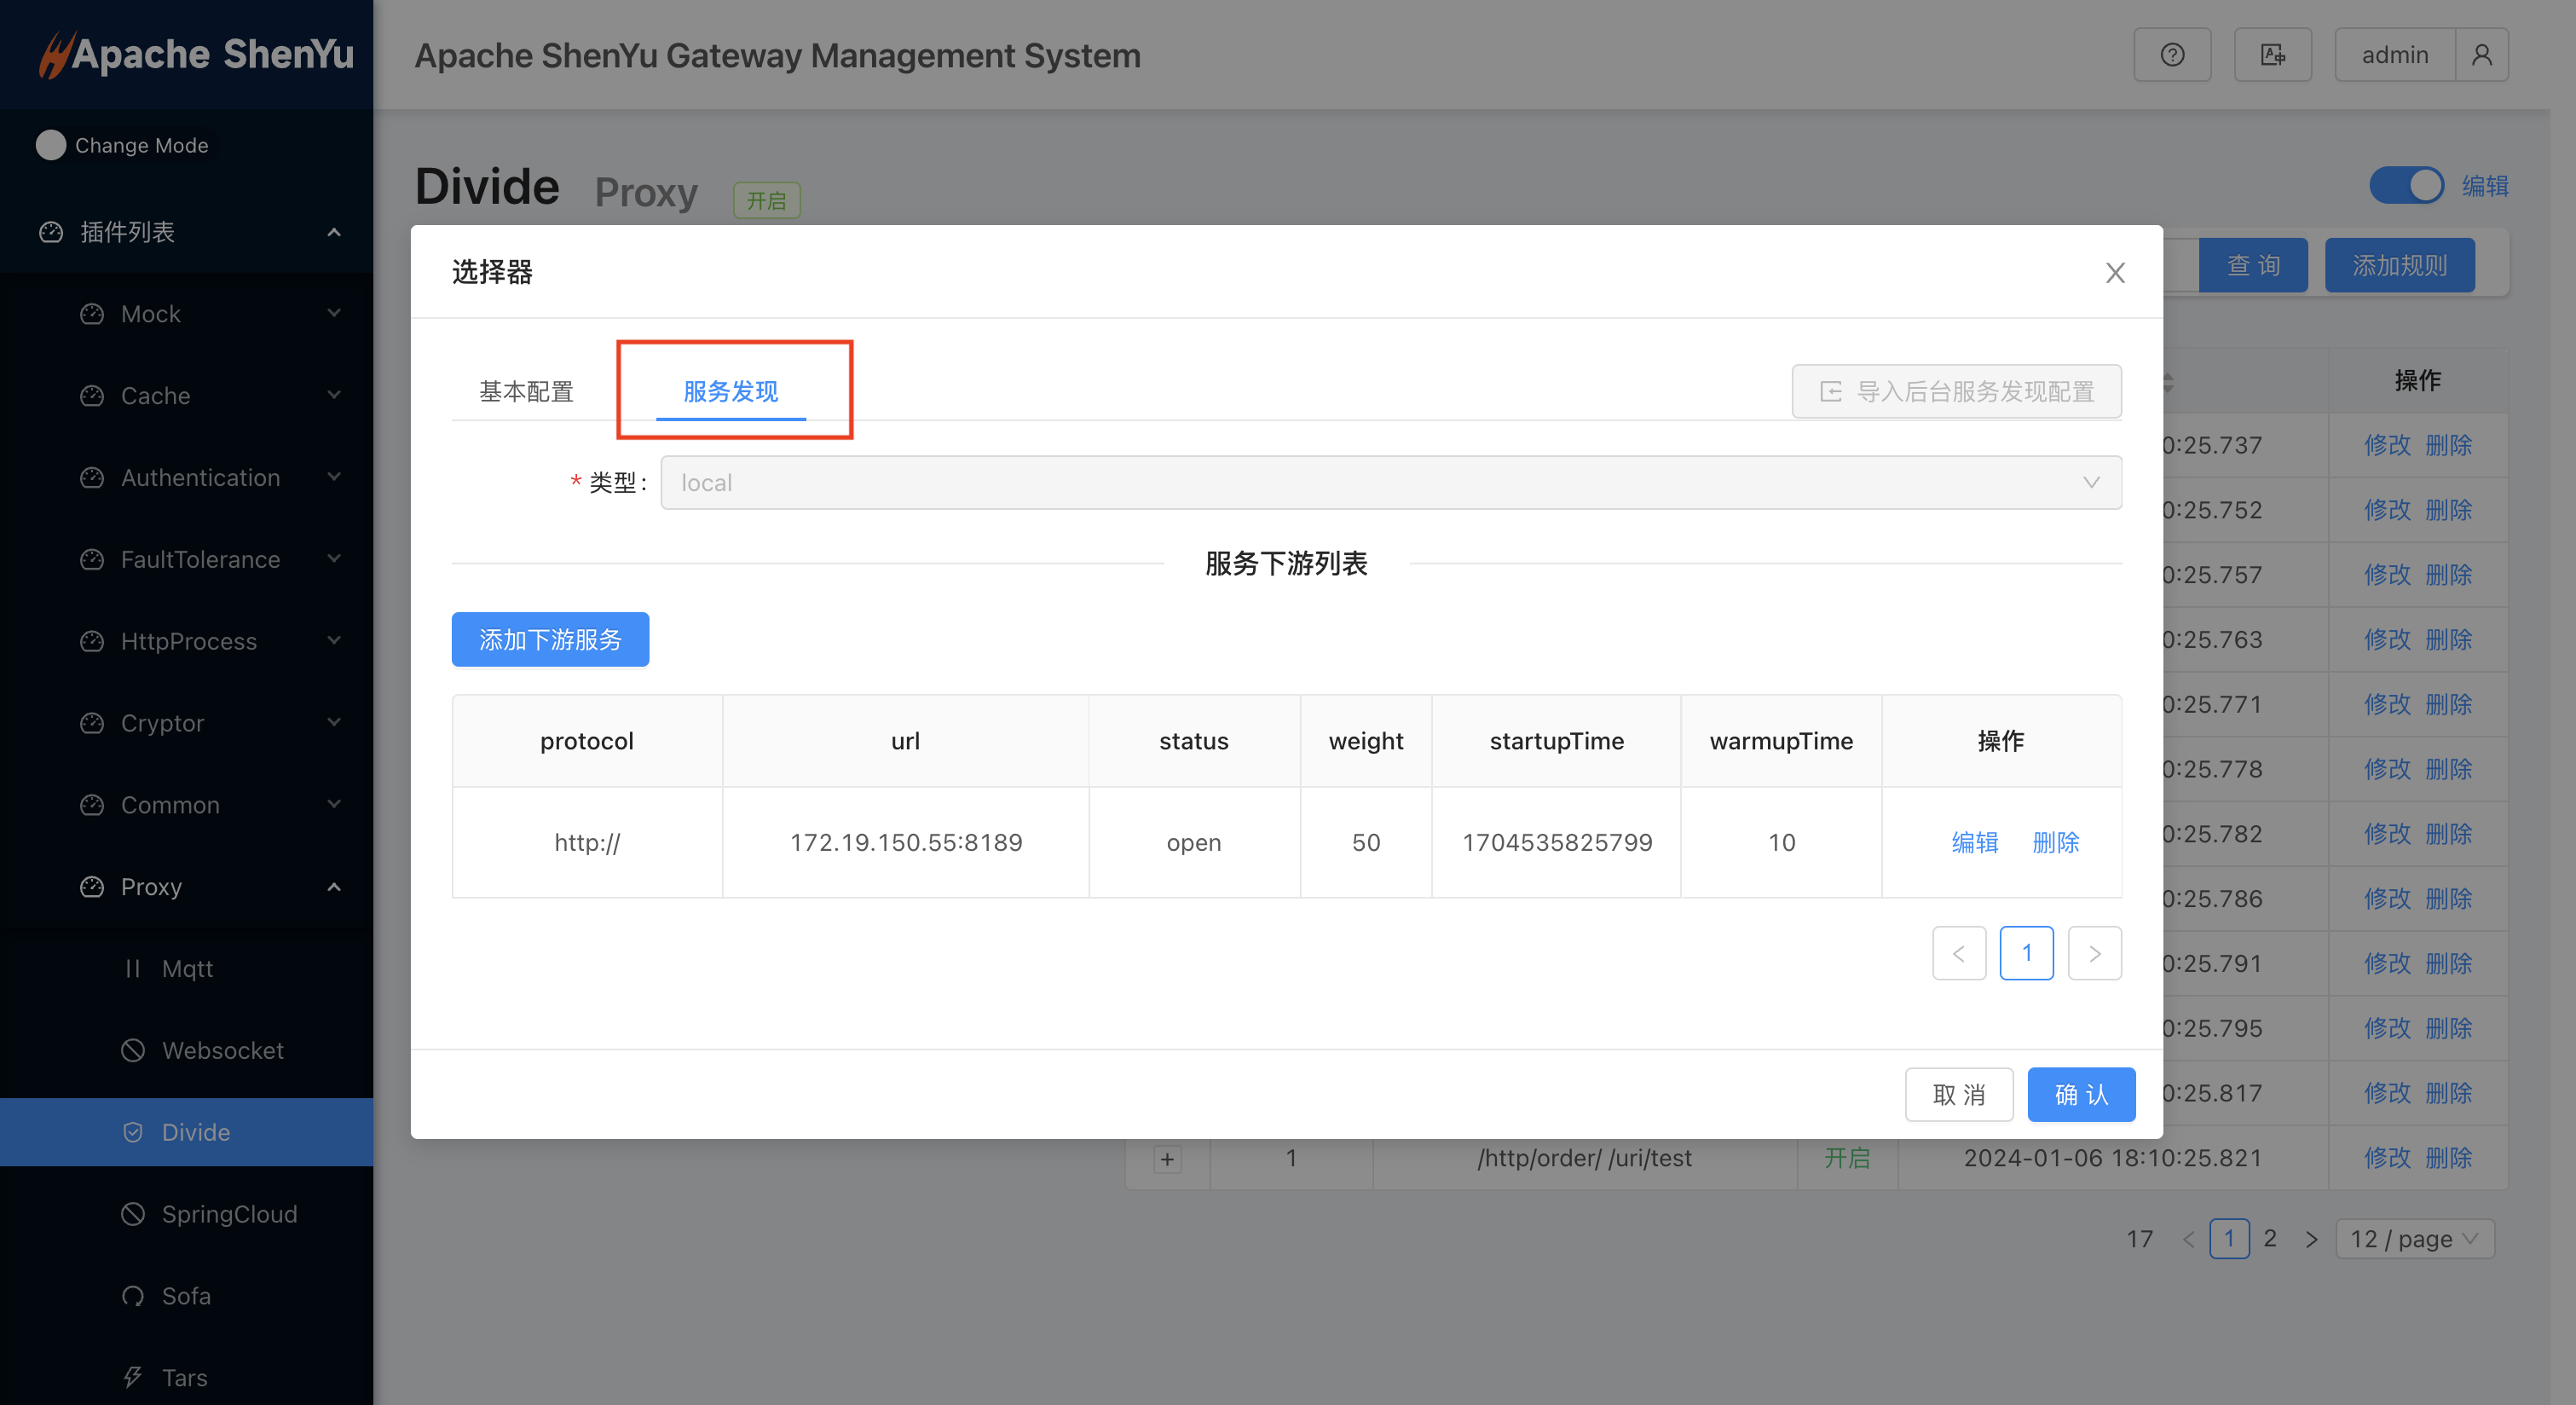 Apache ShenYu
Apache ShenYu Gateway Management System
admin
Change Mode
插件列表
Mock
Cache
Authentication
FaultTolerance
HttpProcess
Cryptor
Common
Proxy
Mqtt
Websocket
Divide
SpringCloud
Sofa
Tars
Divide Proxy 开启
编辑
查 询 添加规则
选择器
基本配置 服务发现 导入后台服务发现配置
* 类型: local
服务下游列表
添加下游服务
protocol url status weight startupTime warmupTime 操作
http:// 172.19.150.55:8189 open 50 1704535825799 10 编辑 删除
< 1 >
取 消 确 认
操作
0:25.737 修改 删除
0:25.752 修改 删除
0:25.757 修改 删除
0:25.763 修改 删除
0:25.771 修改 删除
0:25.778 修改 删除
0:25.782 修改 删除
0:25.786 修改 删除
0:25.791 修改 删除
0:25.795 修改 删除
0:25.817 修改 删除
+ 1 /http/order/ /uri/test 开启 2024-01-06 18:10:25.821 修改 删除
17 < 1 2 > 12 / page